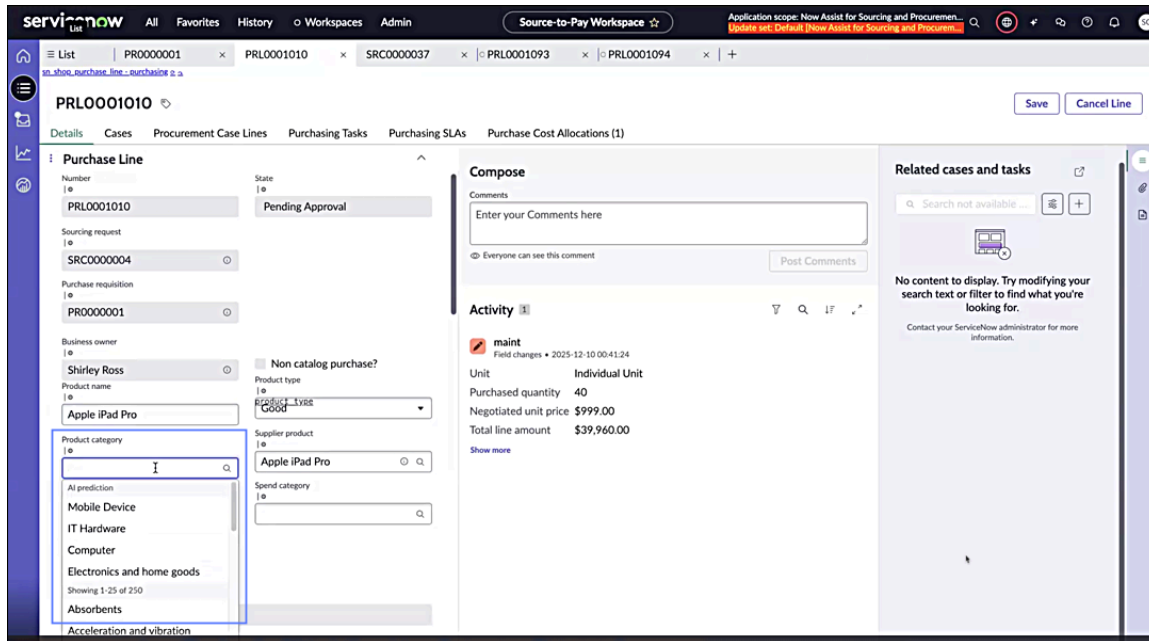 servicenow
List
All Favorites History Workspaces Admin
Source-to-Pay Workspace
Application scope: Now Assist for Sourcing and Procuremen...
Update set: Default [Now Assist for Sourcing and Procurem...
List
PR0000001
PRL0001010
SRC0000037
PRL0001093
PRL0001094
sn_shop_purchase_line - purchasing
PRL0001010
Save
Cancel Line
Details Cases Procurement Case Lines Purchasing Tasks Purchasing SLAs Purchase Cost Allocations (1)
Purchase Line
Number
PRL0001010
State
Pending Approval
Sourcing request
SRC0000004
Purchase requisition
PR0000001
Business owner
Shirley Ross
Non catalog purchase?
Product name
Apple iPad Pro
Product type
product_type
Good
Product category
Supplier product
Apple iPad Pro
Spend category
AI prediction
Mobile Device
IT Hardware
Computer
Electronics and home goods
Showing 1-25 of 250
Absorbents
Acceleration and vibration
Compose
Comments
Enter your Comments here
Everyone can see this comment
Post Comments
Activity 1
maint
Field changes • 2025-12-10 00:41:24
Unit Individual Unit
Purchased quantity 40
Negotiated unit price $999.00
Total line amount $39,960.00
Show more
Related cases and tasks
Search not available ...
No content to display. Try modifying your
search text or filter to find what you're
looking for.
Contact your ServiceNow administrator for more
information.